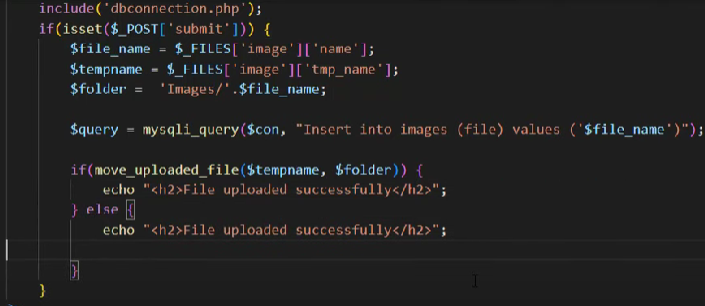 include('dbconnection.php');
if(isset($_POST['submit'])) {
$file_name = $_FILES['image']['name'];
$tempname = $_FILES['image']['tmp_name'];
$folder = 'Images/'.$file_name;
$query = mysqli_query($con, "Insert into images (file) values ('$file_name')");
if(move_uploaded_file($tempname, $folder)) {
echo "<h2>File uploaded successfully</h2>";
} else {
echo "<h2>File uploaded successfully</h2>";
}
}